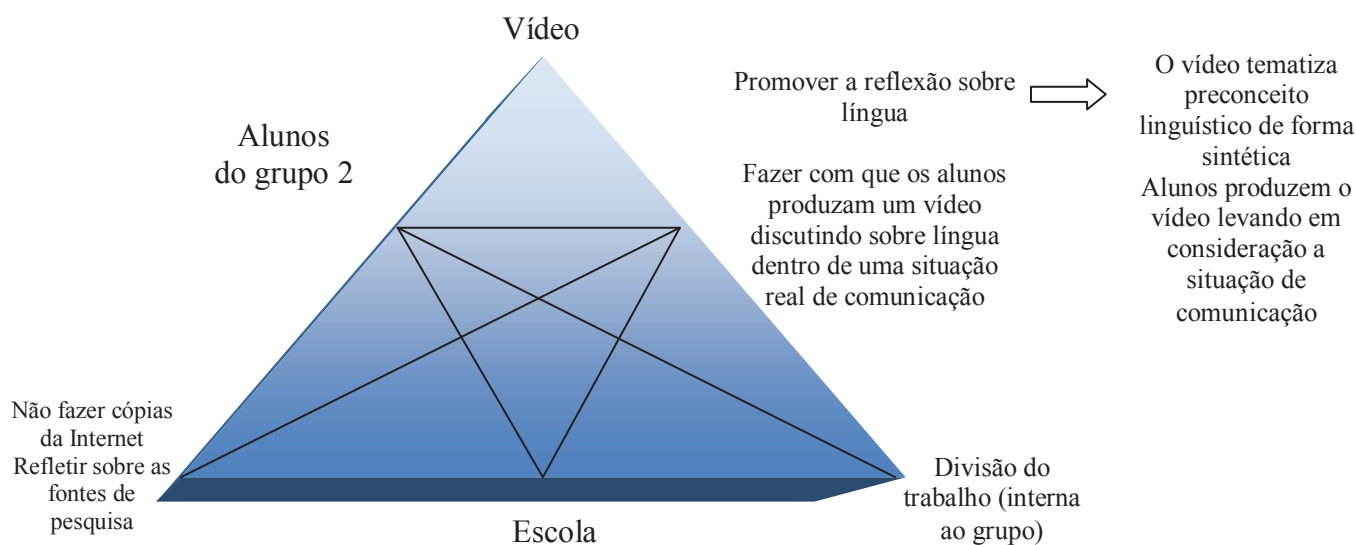 Vídeo
Alunos
do grupo 2
Promover a reflexão sobre
língua
Fazer com que os alunos
produzam um vídeo
discutindo sobre língua
dentro de uma situação
real de comunicação
O vídeo tematiza
preconceito
linguístico de forma
sintética
Alunos produzem o
vídeo levando em
consideração a
situação de
comunicação
Não fazer cópias
da Internet
Refletir sobre as
fontes de
pesquisa
Escola
Divisão do
trabalho (interna
ao grupo)